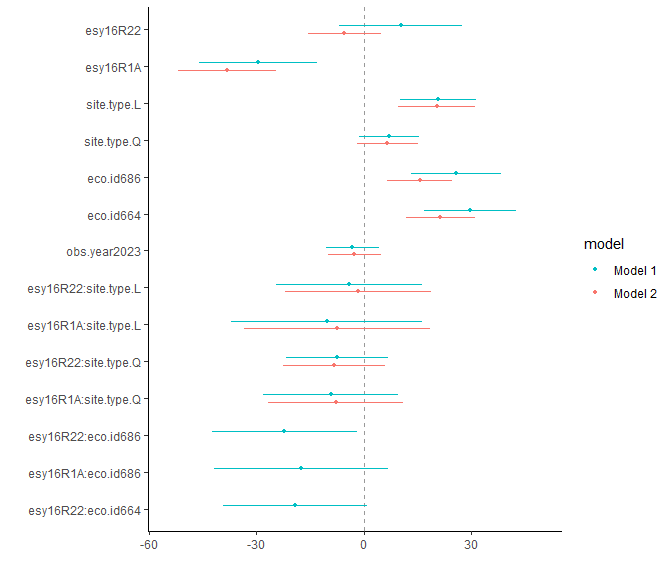 esy16R22
esy16R1A
site.type.L
site.type.Q
eco.id686
eco.id664
obs.year2023
esy16R22:site.type.L
esy16R1A:site.type.L
esy16R22:site.type.Q
esy16R1A:site.type.Q
esy16R22:eco.id686
esy16R1A:eco.id686
esy16R22:eco.id664
-60 -30 0 30
model
Model 1
Model 2